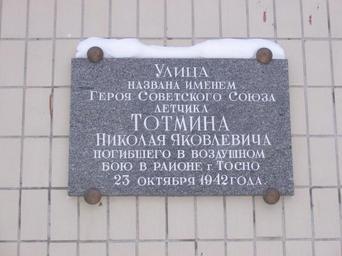 Улица
названа именем
Героя Советского Союза
летчика
Тотмина
Николая Яковлевича
погибшего в воздушном
бою в районе г. Тосно
23 октября 1942 года